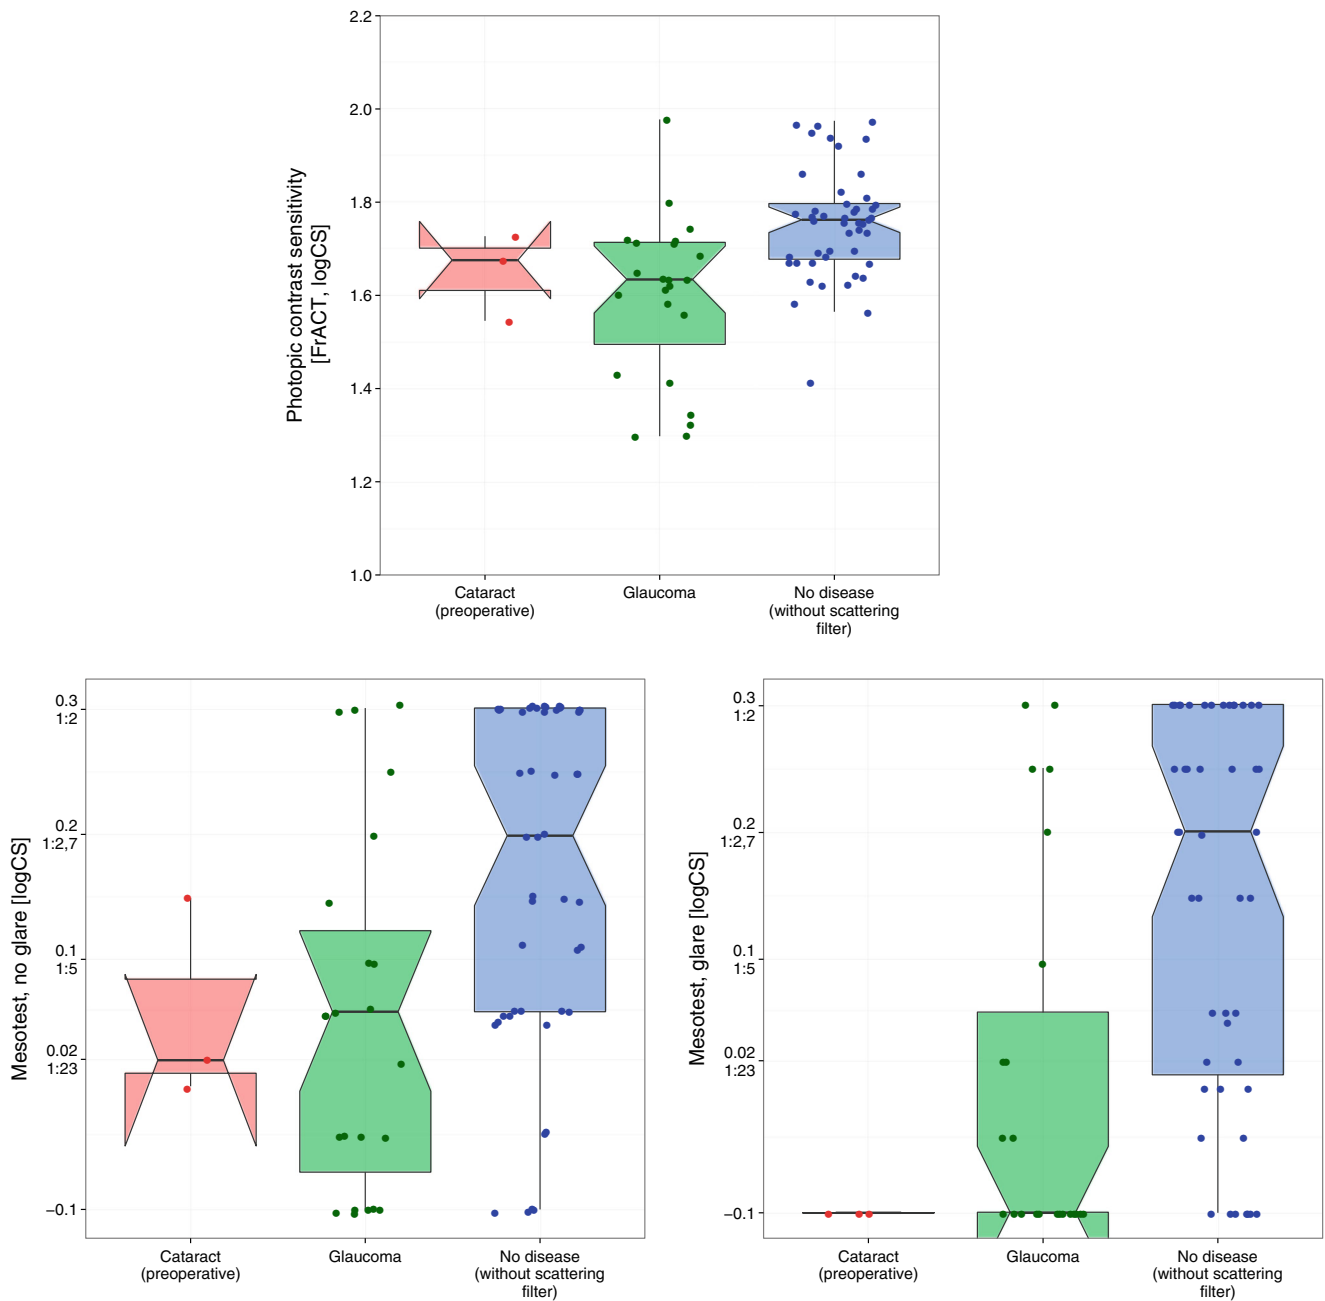 Photopic contrast sensitivity
[FrACT, logCS]
2.2
2.0
1.8
1.6
1.4
1.2
1.0
Cataract
(preoperative)
Glaucoma
No disease
(without scattering
filter)
Mesotest, no glare [logCS]
0.3
1:2
0.2
1:2,7
0.1
1:5
0.02
1:23
−0.1
Cataract
(preoperative)
Glaucoma
No disease
(without scattering
filter)
Mesotest, glare [logCS]
0.3
1:2
0.2
1:2,7
0.1
1:5
0.02
1:23
−0.1
Cataract
(preoperative)
Glaucoma
No disease
(without scattering
filter)